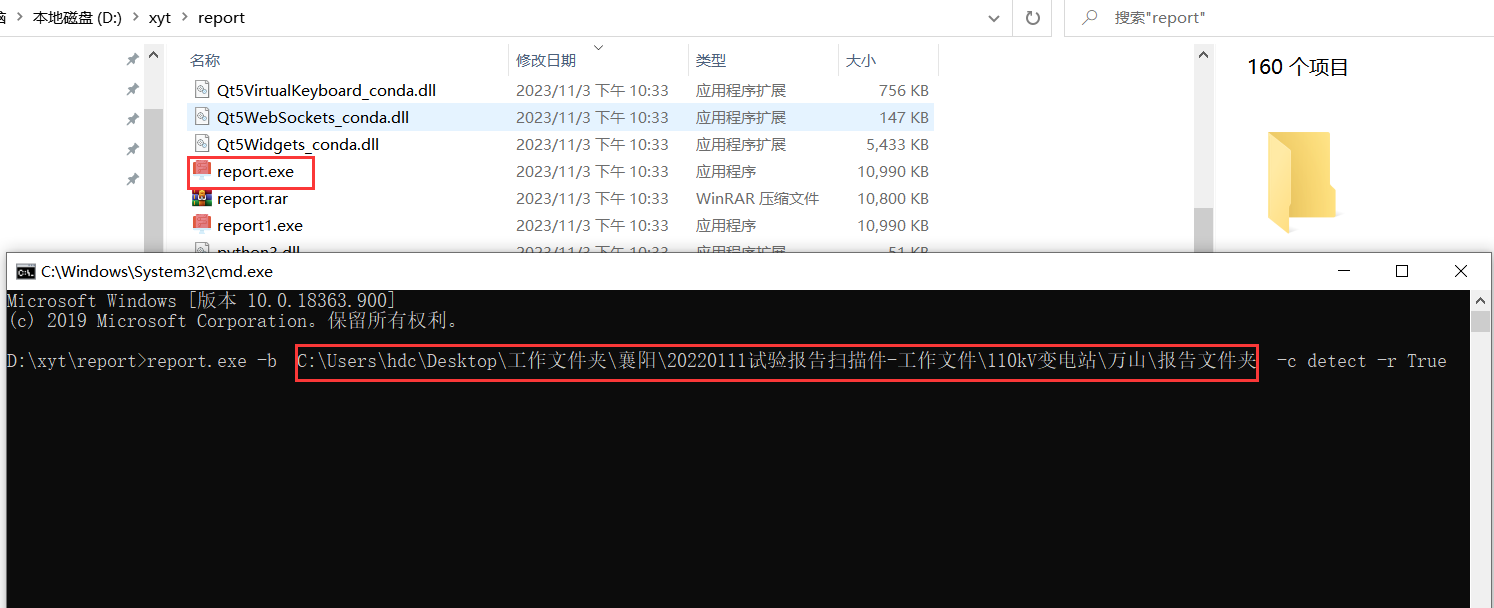 本地磁盘 (D:) > xyt > report
搜索"report"
名称 修改日期 类型 大小
160 个项目
Qt5VirtualKeyboard_conda.dll 2023/11/3 下午 10:33 应用程序扩展 756 KB
Qt5WebSockets_conda.dll 2023/11/3 下午 10:33 应用程序扩展 147 KB
Qt5Widgets_conda.dll 2023/11/3 下午 10:33 应用程序扩展 5,433 KB
report.exe 2023/11/3 下午 10:33 应用程序 10,990 KB
report.rar 2023/11/3 下午 10:33 WinRAR 压缩文件 10,800 KB
report1.exe 2023/11/3 下午 10:33 应用程序 10,990 KB
python3.dll 2023/11/3 下午 10:33 应用程序扩展 51 KB
C:\Windows\System32\cmd.exe
Microsoft Windows [版本 10.0.18363.900]
(c) 2019 Microsoft Corporation。保留所有权利。
D:\xyt\report>report.exe -b C:\Users\hdc\Desktop\工作文件夹\襄阳\20220111试验报告扫描件-工作文件\110kV变电站\万山\报告文件夹 -c detect -r True